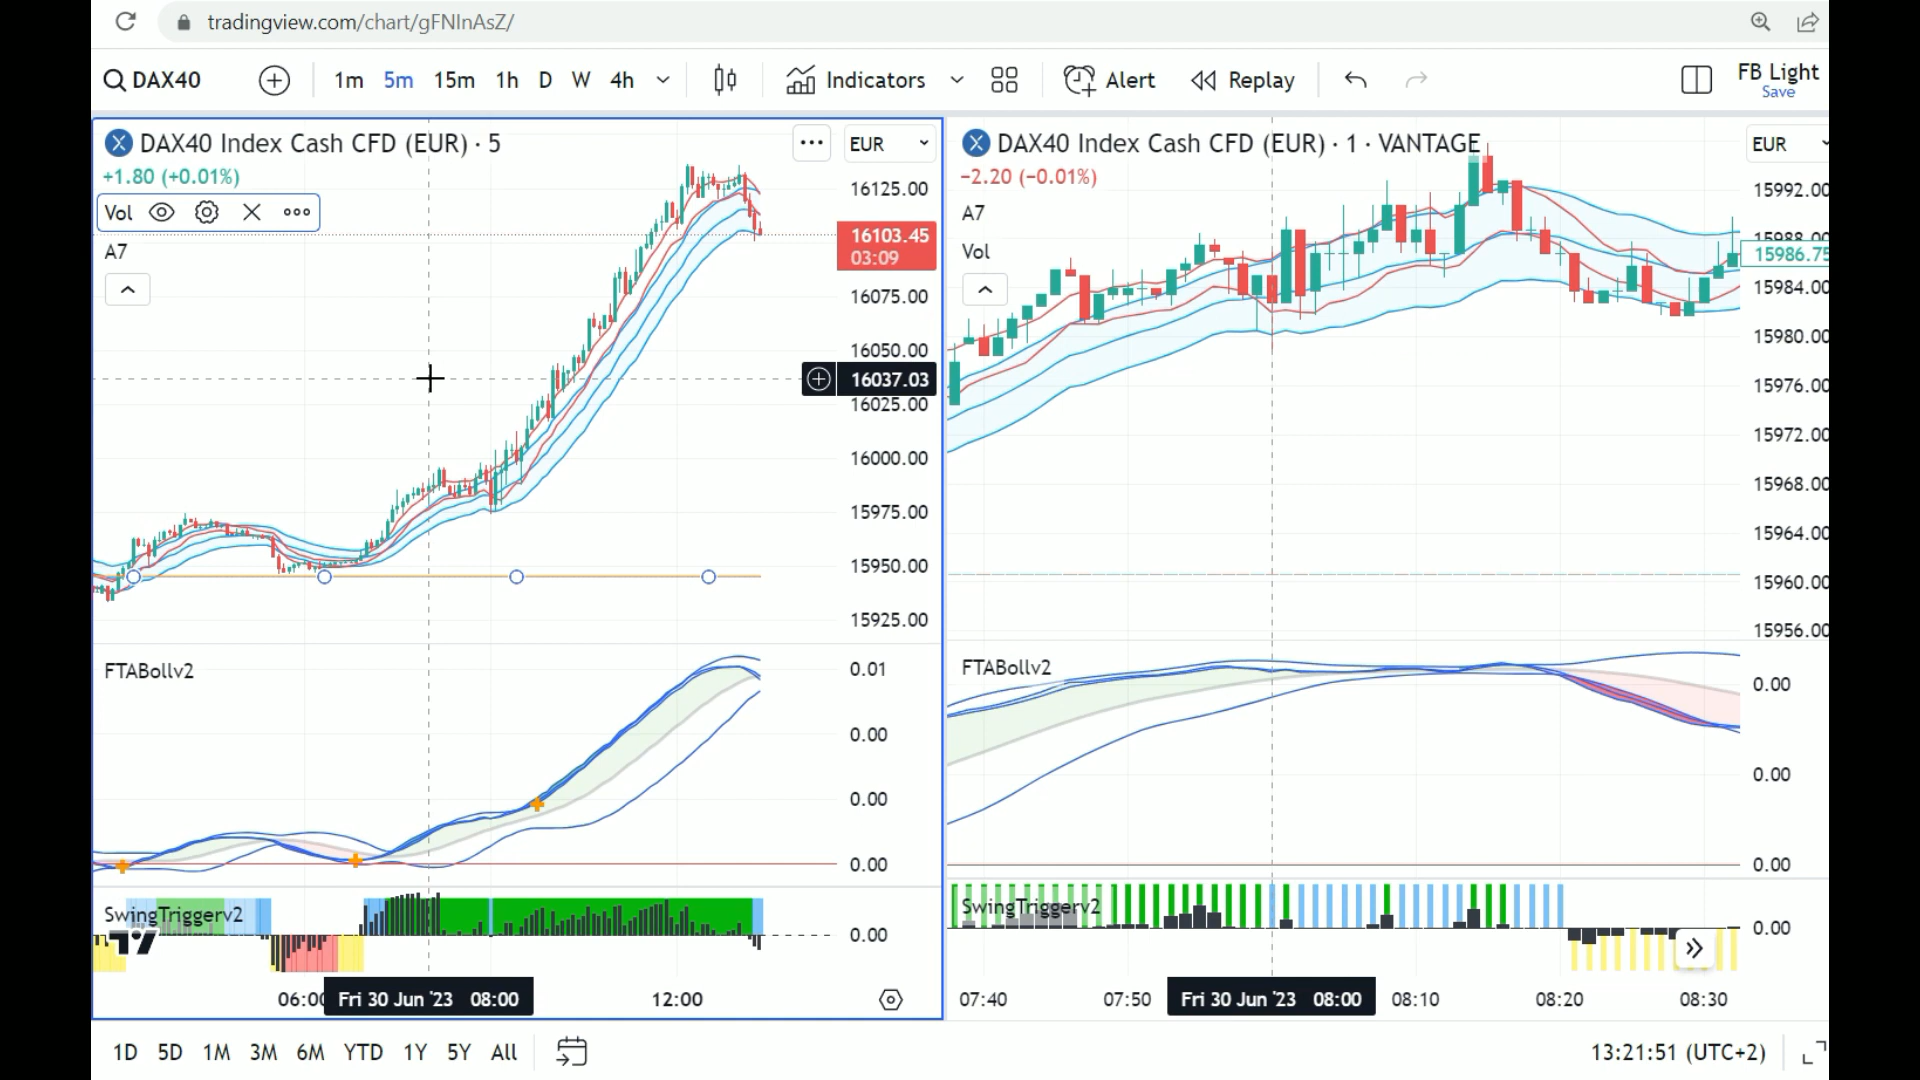 tradingview.com/chart/gFNInAsZ/
DAX40 1m 5m 15m 1h D W 4h Indicators Alert Replay FB Light
Save
DAX40 Index Cash CFD (EUR) · 5
EUR
+1.80 (+0.01%)
Vol
A7
16125.00
16103.45
03:09
16075.00
16050.00
16037.03
16025.00
16000.00
15975.00
15950.00
15925.00
FTABollv2
0.01
0.00
0.00
0.00
SwingTriggerv2
0.00
06:00
Fri 30 Jun '23 08:00
12:00
DAX40 Index Cash CFD (EUR) · 1 · VANTAGE
EUR
−2.20 (−0.01%)
A7
Vol
15992.00
15988.00
15986.75
15984.00
15980.00
15976.00
15972.00
15968.00
15964.00
15960.00
15956.00
FTABollv2
0.00
0.00
0.00
SwingTriggerv2
0.00
07:40
07:50
Fri 30 Jun '23 08:00
08:10
08:20
08:30
1D 5D 1M 3M 6M YTD 1Y 5Y All
13:21:51 (UTC+2)